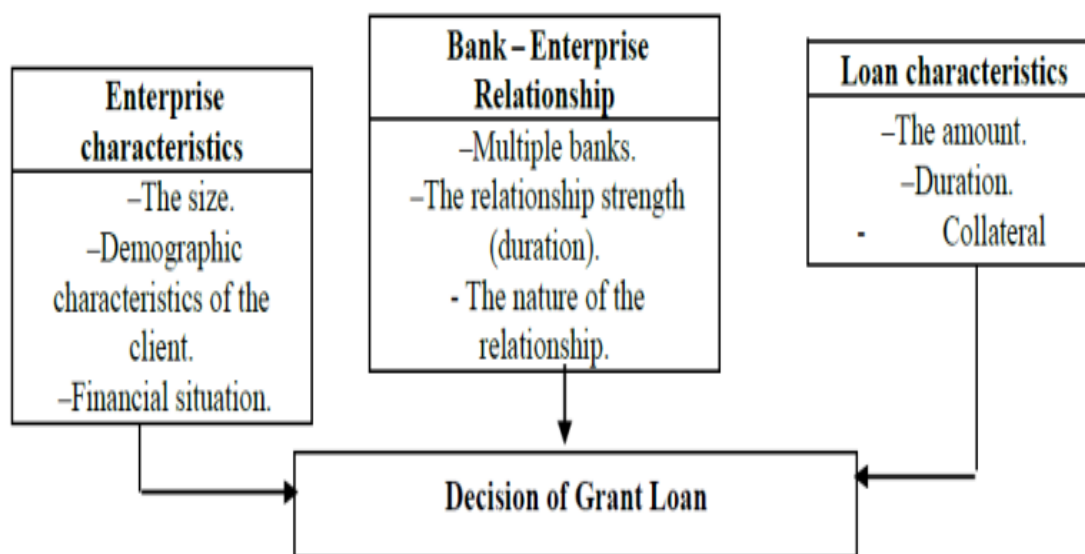 Enterprise
characteristics
–The size.
–Demographic
characteristics of the
client.
–Financial situation.
Bank – Enterprise
Relationship
–Multiple banks.
–The relationship strength
(duration).
- The nature of the
relationship.
Loan characteristics
–The amount.
–Duration.
- Collateral
Decision of Grant Loan